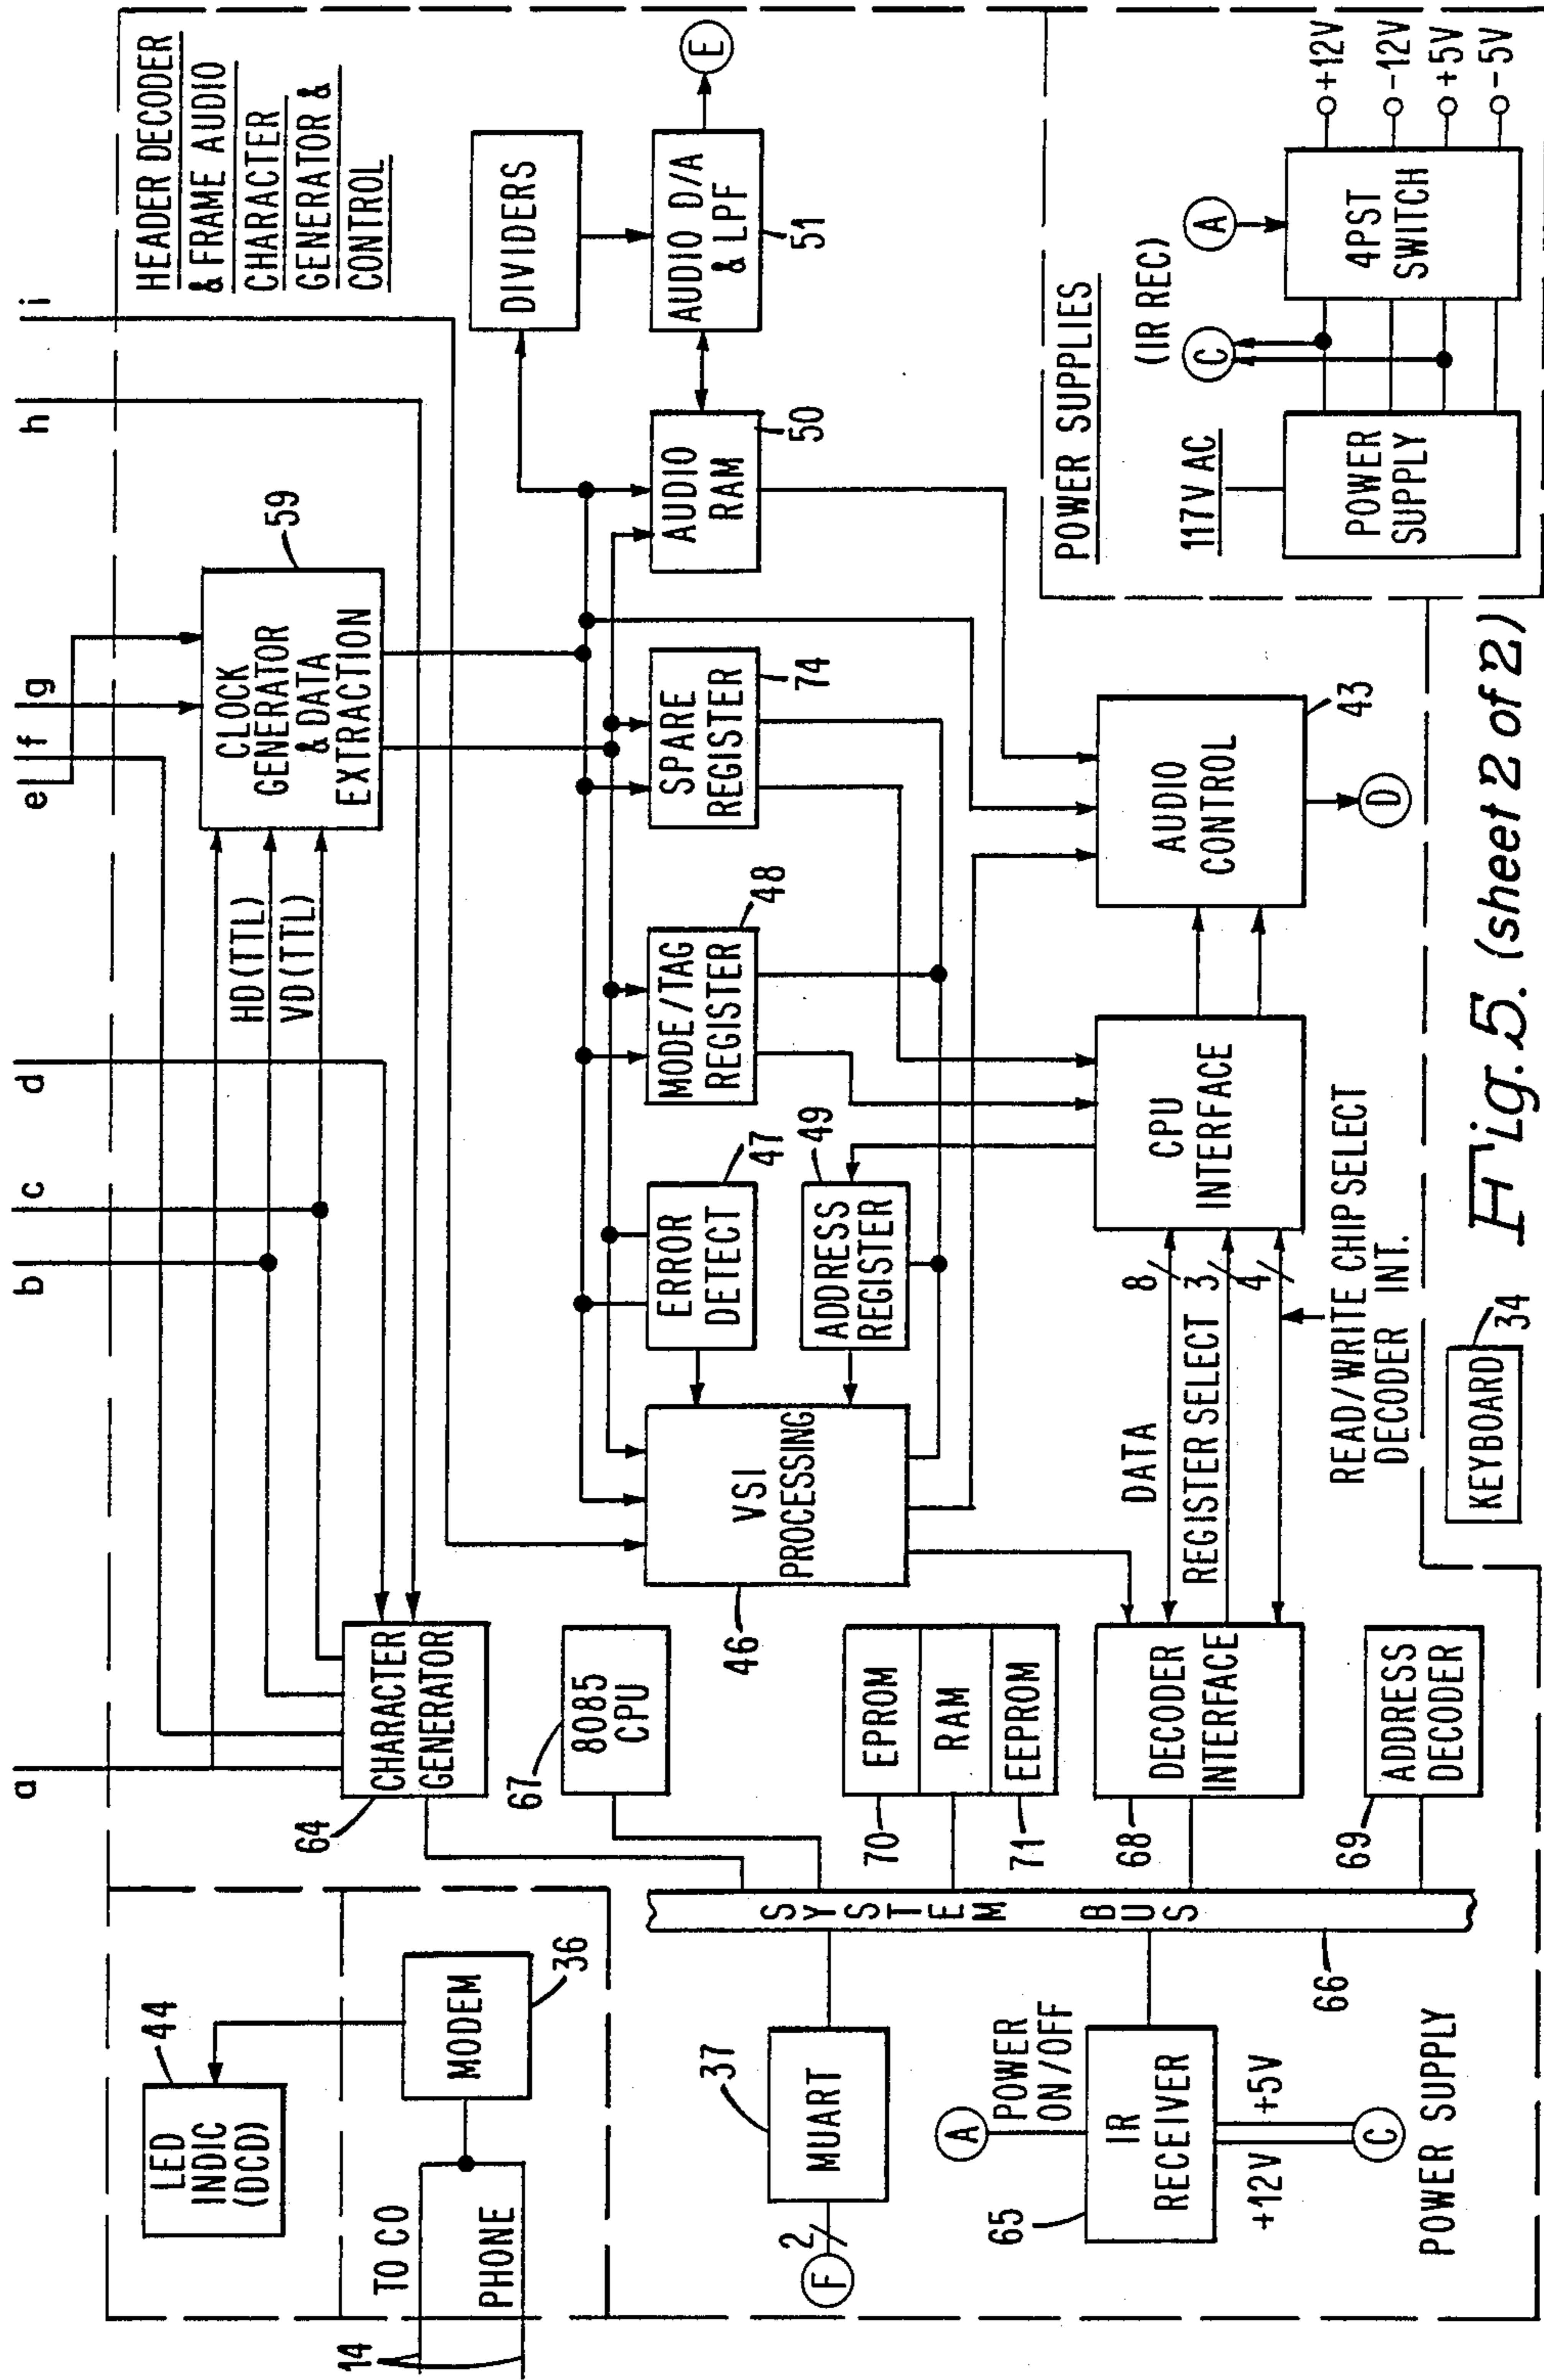 a
b
c
d
e
f
g
h
i
HEADER DECODER
& FRAME AUDIO
CHARACTER
GENERATOR &
CONTROL
44
LED
INDIC
(DCD)
TO CO
PHONE
14
MODEM
36
64
CHARACTER
GENERATOR
HD (TTL)
VD (TTL)
CLOCK
GENERATOR
& DATA
EXTRACTION
59
DIVIDERS
67
8085
CPU
46
VSI
PROCESSING
ERROR
DETECT
47
ADDRESS
REGISTER
49
MODE/TAG
REGISTER
48
SPARE
REGISTER
74
AUDIO
RAM
50
AUDIO D/A
& LPF
51
E
37
MUART
2
F
SYSTEM BUS
66
EPROM
RAM
EEPROM
70
71
A
POWER
ON/OFF
65
IR
RECEIVER
+12V
+5V
C
POWER SUPPLY
68
DECODER
INTERFACE
69
ADDRESS
DECODER
DATA
8
REGISTER SELECT 3
4
READ/WRITE CHIP SELECT
DECODER INT.
CPU
INTERFACE
AUDIO
CONTROL
43
D
KEYBOARD
34
POWER SUPPLIES
117V AC
(IR REC)
C
A
POWER
SUPPLY
4PST
SWITCH
+12V
-12V
+5V
-5V
Fig. 5. (sheet 2 of 2)